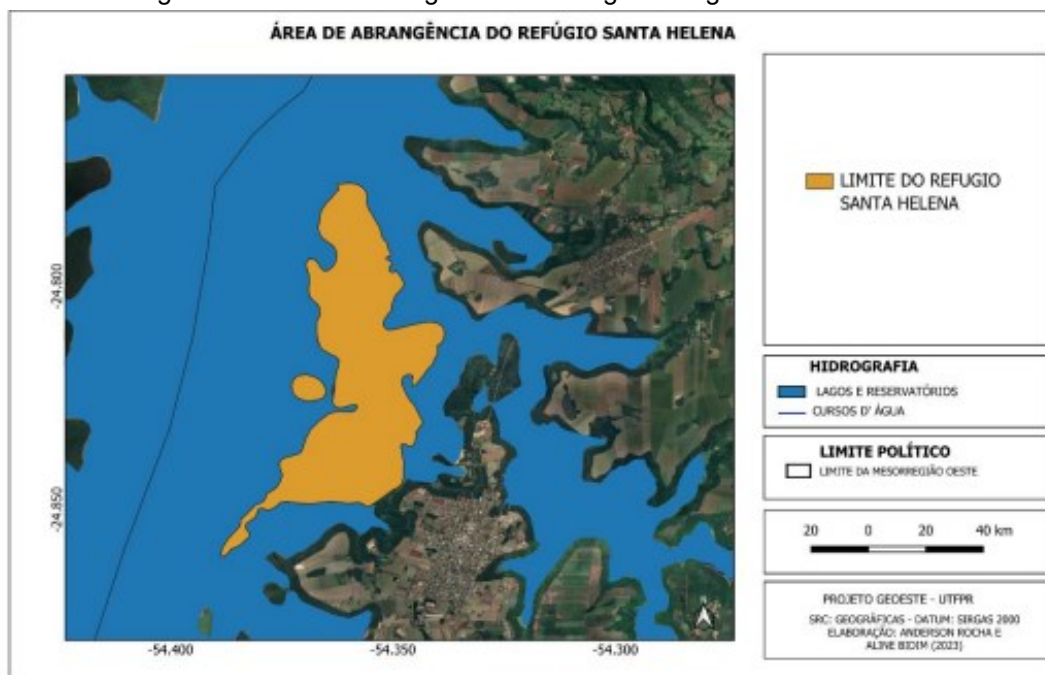 ÁREA DE ABRANGÊNCIA DO REFÚGIO SANTA HELENA
LIMITE DO REFUGIO
SANTA HELENA
HIDROGRAFIA
LAGOS E RESERVATÓRIOS
CURSOS D' ÁGUA
LIMITE POLÍTICO
LIMITE DA MESORREGIÃO OESTE
20 0 20 40 km
PROJETO GEOESTE - UTFPR
SRC: GEOGRÁFICAS - DATUM: SIRGAS 2000
ELABORAÇÃO: ANDERSON ROCHA E
ALINE BIDIM (2023)
-24.800
-24.850
-54.400 -54.350 -54.300
N